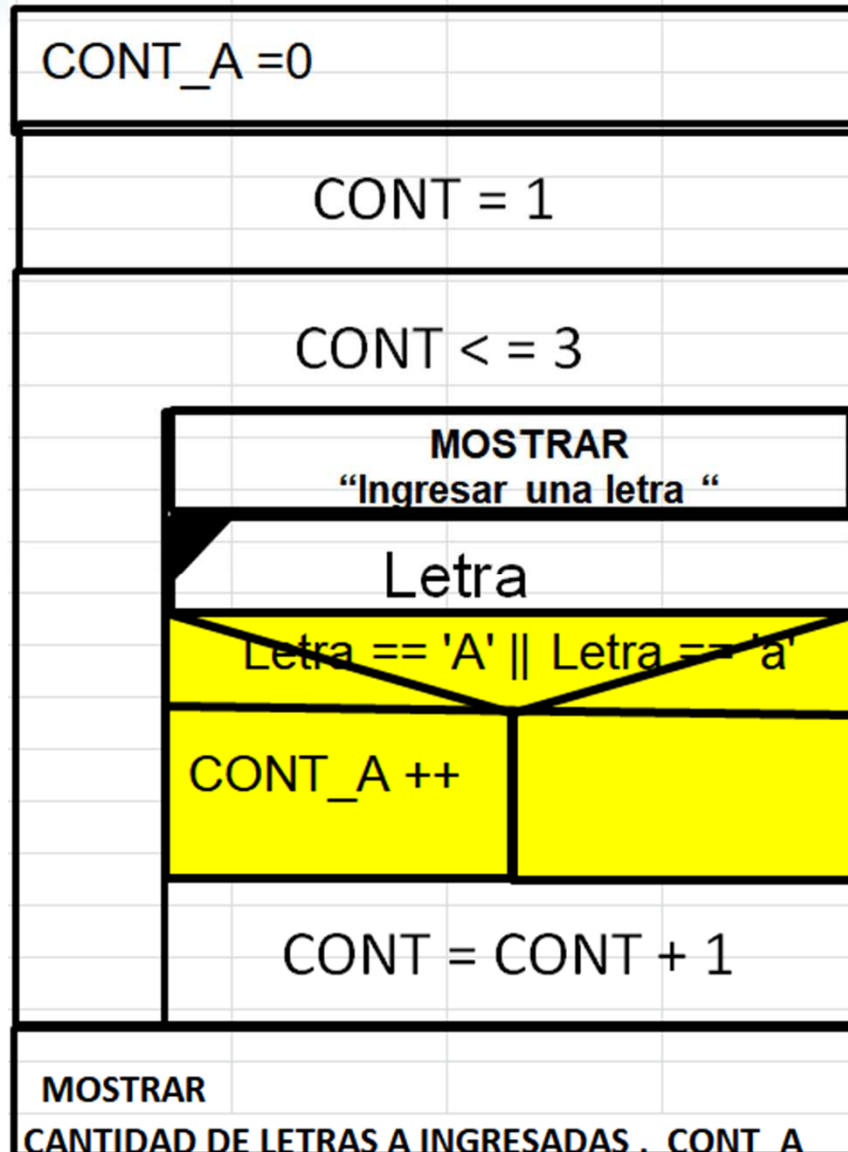 CONT_A =0
CONT = 1
CONT < = 3
MOSTRAR
“Ingresar una letra “
Letra
Letra == 'A' || Letra == 'a'
CONT_A ++
CONT = CONT + 1
MOSTRAR
CANTIDAD DE LETRAS A INGRESADAS , CONT_A